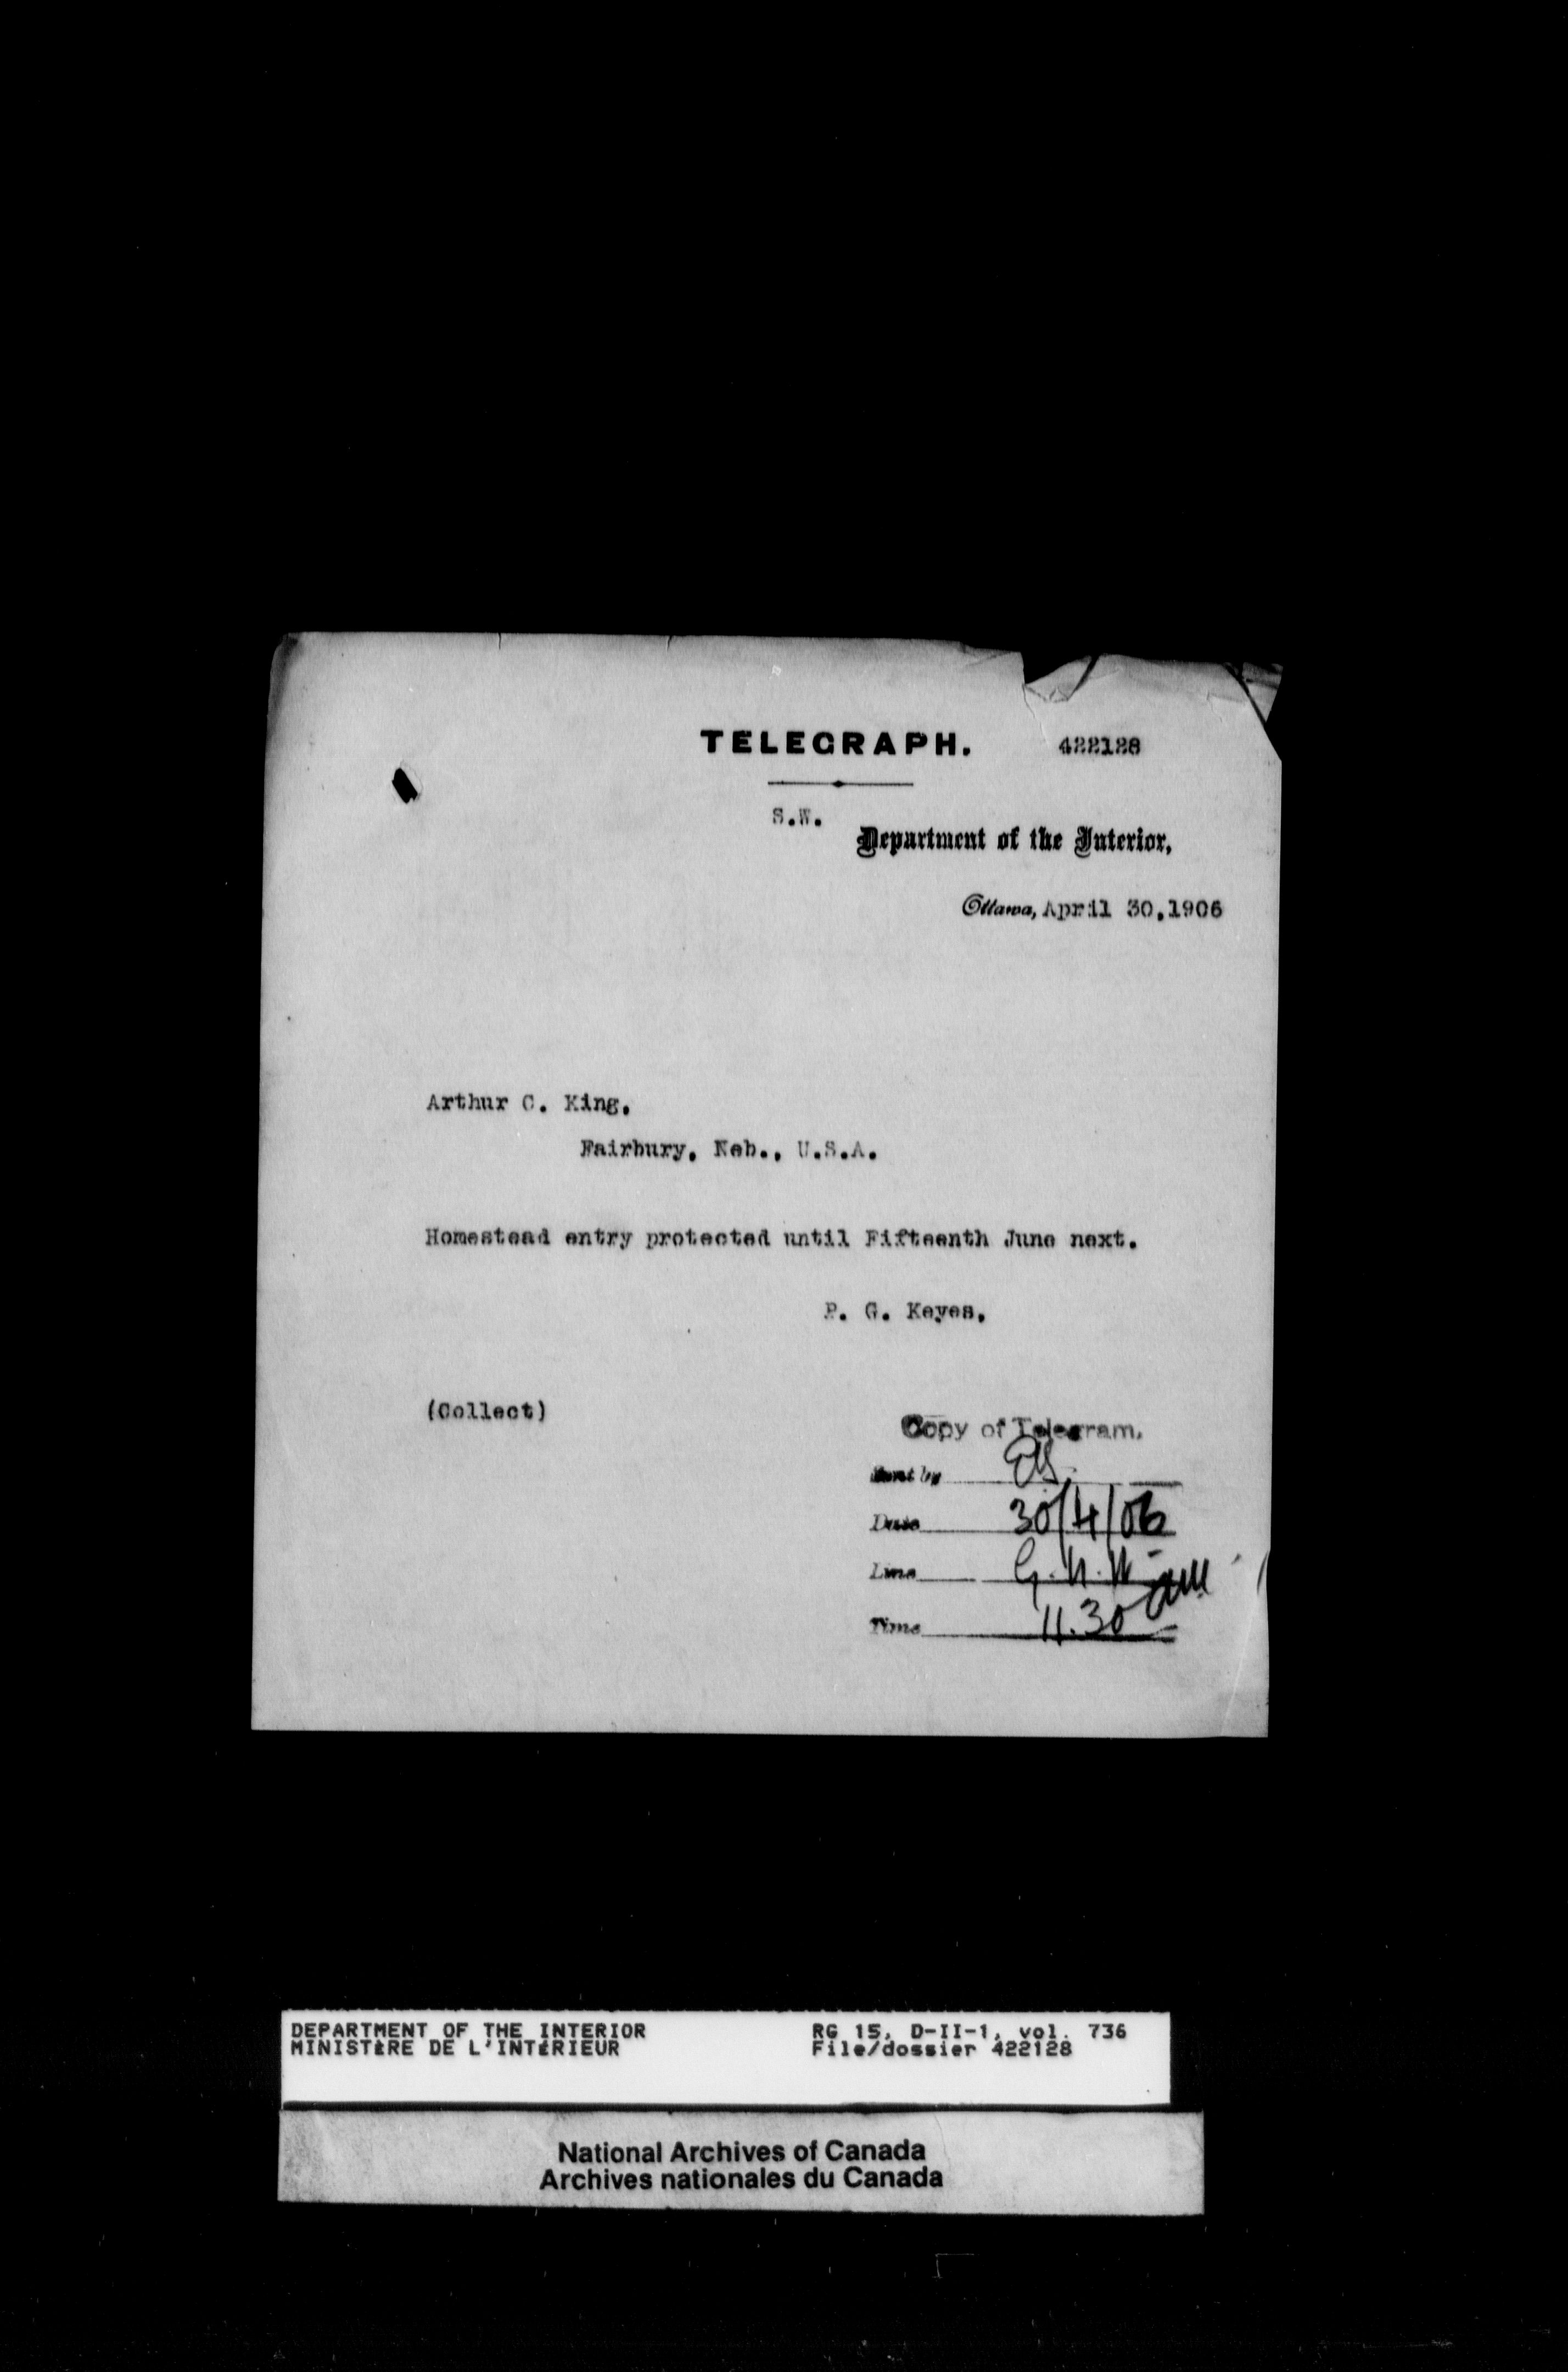 TELEGRAPH. 422128
S.W.
Department of the Interior,
Ottawa, April 30, 1906
Arthur C. King,
Fairbury, Neb., U.S.A.
Homestead entry protected until Fifteenth June next.
P. G. Keyes,
(Collect)
Copy of Telegram.
Sent by
Date 30/4/06
Line G.N.W
Time 11.30 am
DEPARTMENT OF THE INTERIOR RG 15, D-II-1, vol. 736
MINISTÈRE DE L'INTÉRIEUR File/dossier 422128
National Archives of Canada
Archives nationales du Canada